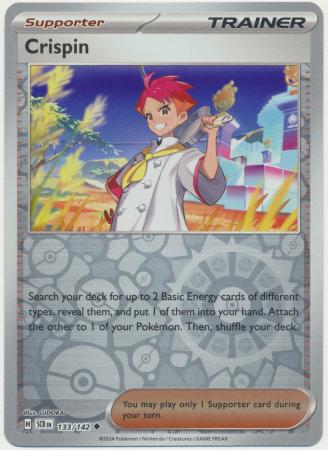 Supporter
TRAINER
Crispin
Search your deck for up to 2 Basic Energy cards of different
types, reveal them, and put 1 of them into your hand. Attach
the other to 1 of your Pokémon. Then, shuffle your deck.
illus. GIDORA
H SCR EN 133/142
You may play only 1 Supporter card during
your turn.
©2024 Pokémon / Nintendo / Creatures / GAME FREAK